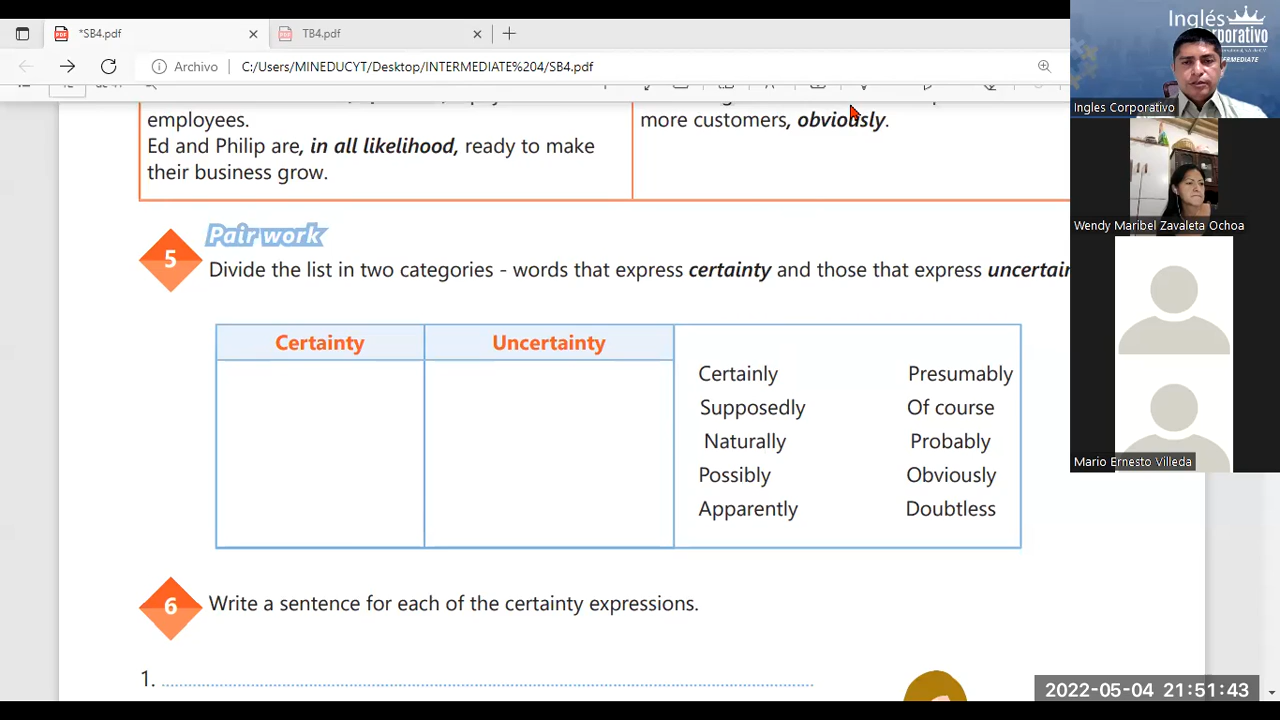 *SB4.pdf
TB4.pdf
Archivo
C:/Users/MINEDUCYT/Desktop/INTERMEDIATE%204/SB4.pdf
employees.
Ed and Philip are, in all likelihood, ready to make
their business grow.
more customers, obviously.
5
Pair work
Divide the list in two categories - words that express certainty and those that express uncertain
Certainty
Uncertainty
Certainly
Presumably
Supposedly
Of course
Naturally
Probably
Possibly
Obviously
Apparently
Doubtless
6
Write a sentence for each of the certainty expressions.
1.
Inglés
Corporativo
Ingles Corporativo
Wendy Maribel Zavaleta Ochoa
Mario Ernesto Villeda
2022-05-04 21:51:43